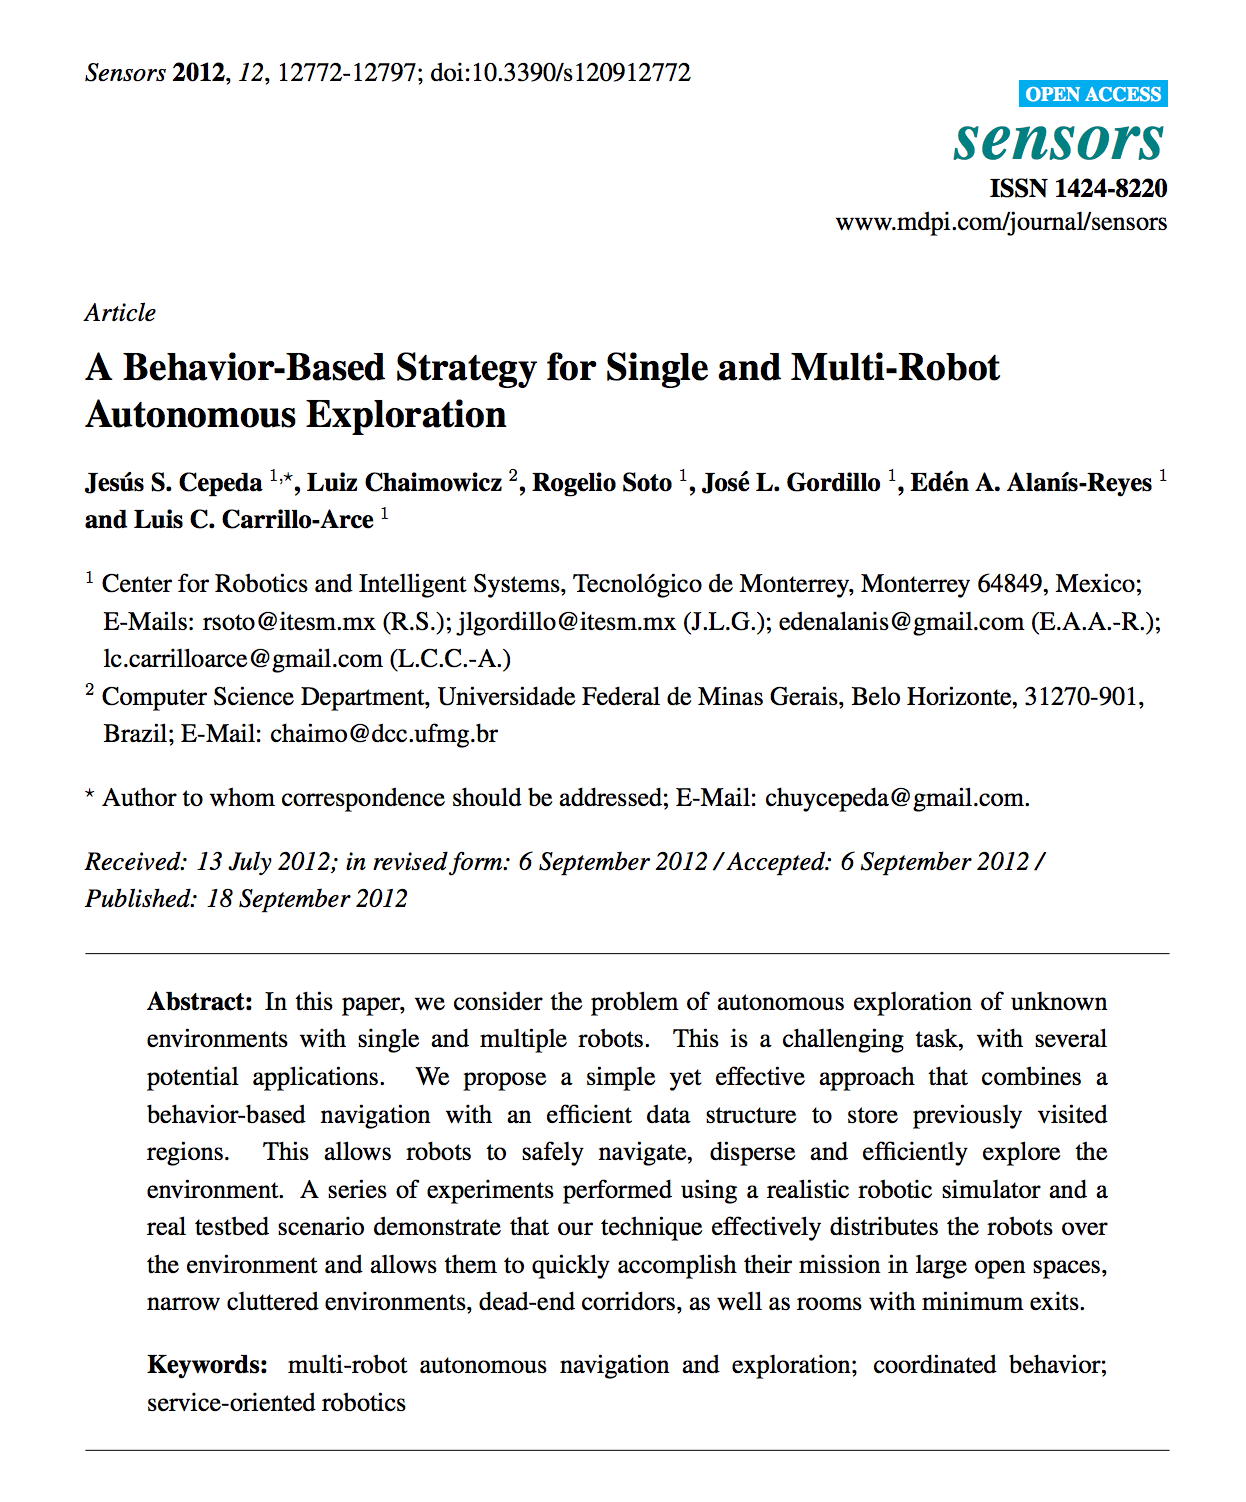 Sensors 2012, 12, 12772-12797; doi:10.3390/s120912772
OPEN ACCESS
sensors
ISSN 1424-8220
www.mdpi.com/journal/sensors
Article
A Behavior-Based Strategy for Single and Multi-Robot
Autonomous Exploration
Jesús S. Cepeda 1,⋆, Luiz Chaimowicz 2, Rogelio Soto 1, José L. Gordillo 1, Edén A. Alanís-Reyes 1
and Luis C. Carrillo-Arce 1
1 Center for Robotics and Intelligent Systems, Tecnológico de Monterrey, Monterrey 64849, Mexico;
E-Mails: rsoto@itesm.mx (R.S.); jlgordillo@itesm.mx (J.L.G.); edenalanis@gmail.com (E.A.A.-R.);
lc.carrilloarce@gmail.com (L.C.C.-A.)
2 Computer Science Department, Universidade Federal de Minas Gerais, Belo Horizonte, 31270-901,
Brazil; E-Mail: chaimo@dcc.ufmg.br
⋆ Author to whom correspondence should be addressed; E-Mail: chuycepeda@gmail.com.
Received: 13 July 2012; in revised form: 6 September 2012 / Accepted: 6 September 2012 /
Published: 18 September 2012
Abstract: In this paper, we consider the problem of autonomous exploration of unknown
environments with single and multiple robots. This is a challenging task, with several
potential applications. We propose a simple yet effective approach that combines a
behavior-based navigation with an efficient data structure to store previously visited
regions. This allows robots to safely navigate, disperse and efficiently explore the
environment. A series of experiments performed using a realistic robotic simulator and a
real testbed scenario demonstrate that our technique effectively distributes the robots over
the environment and allows them to quickly accomplish their mission in large open spaces,
narrow cluttered environments, dead-end corridors, as well as rooms with minimum exits.
Keywords: multi-robot autonomous navigation and exploration; coordinated behavior;
service-oriented robotics